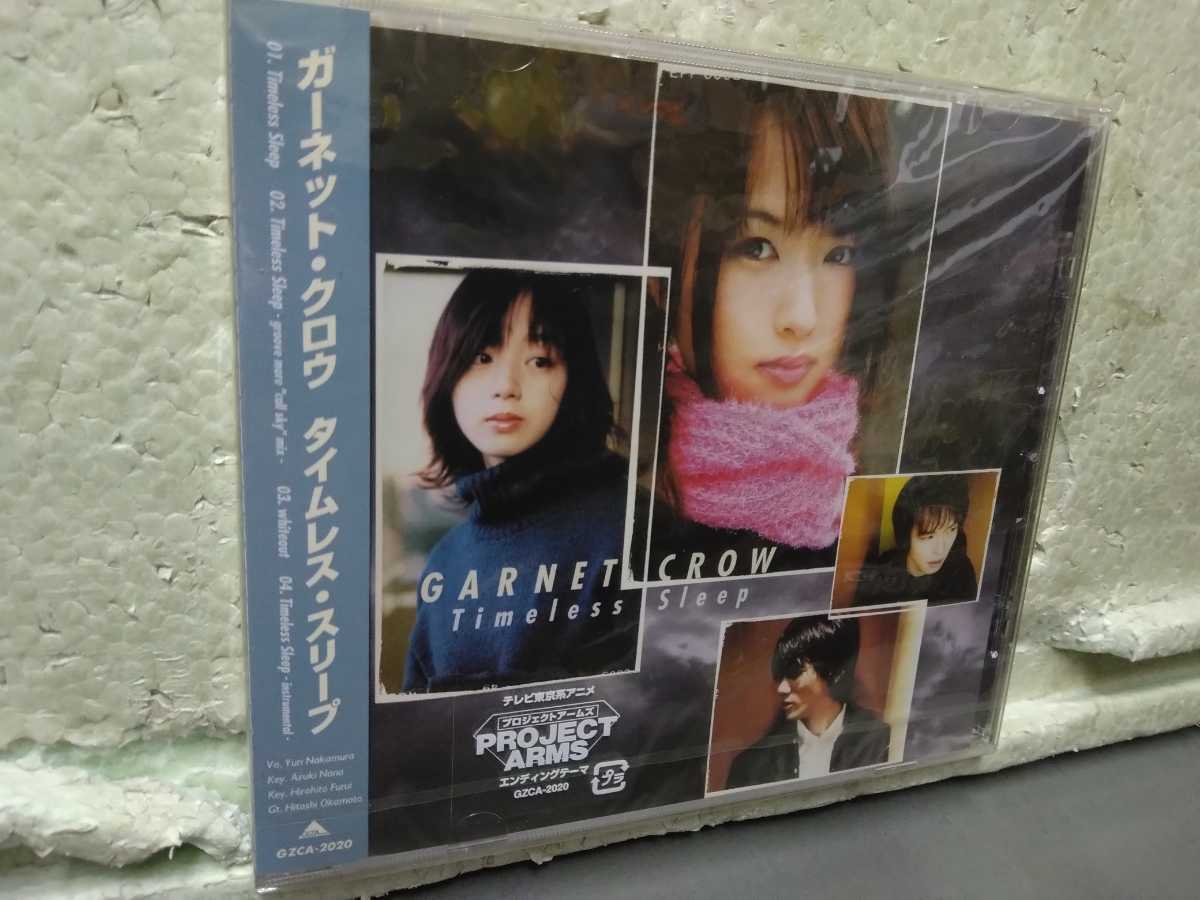 ガーネット・クロウ タイムレス・スリープ
01. Timeless Sleep 02. Timeless Sleep - groove more "call sky" mix - 03. whiteout 04. Timeless Sleep - instrumental -
Vo. Yuri Nakamura
Key. Azuki Nana
Key. Hirohito Furui
Gt. Hitoshi Okamoto
GIZA
GZCA-2020
GARNET CROW
Timeless Sleep
テレビ東京系アニメ
プロジェクトアームズ
PROJECT
ARMS
エンディングテーマ
GZCA-2020
プラ